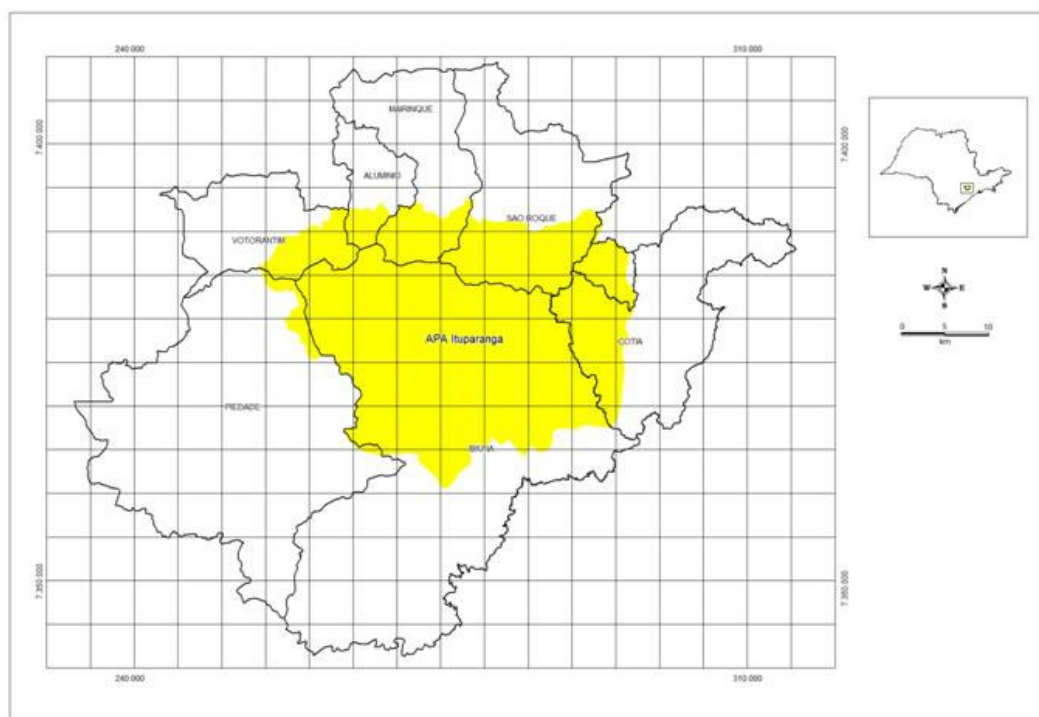 240 000
310 000
7 400 000
7 400 000
MAIRINQUE
ALUMINIO
SAO ROQUE
VOTORANTIM
N
W
E
S
0 5 10
km
APA Itupararanga
COTIA
PIEDADE
IBIUNA
7 350 000
7 350 000
240 000
310 000